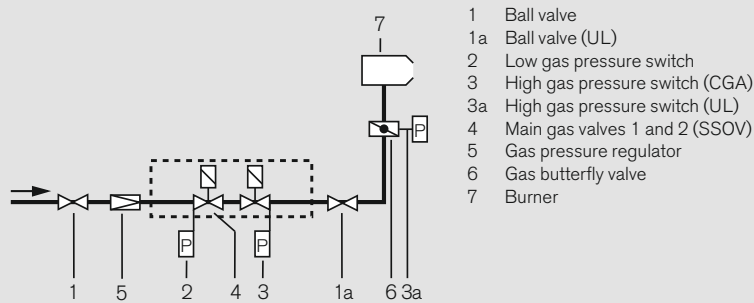 7
P
P
P
1
5
2
4
3
1a
6
3a
1 Ball valve
1a Ball valve (UL)
2 Low gas pressure switch
3 High gas pressure switch (CGA)
3a High gas pressure switch (UL)
4 Main gas valves 1 and 2 (SSOV)
5 Gas pressure regulator
6 Gas butterfly valve
7 Burner